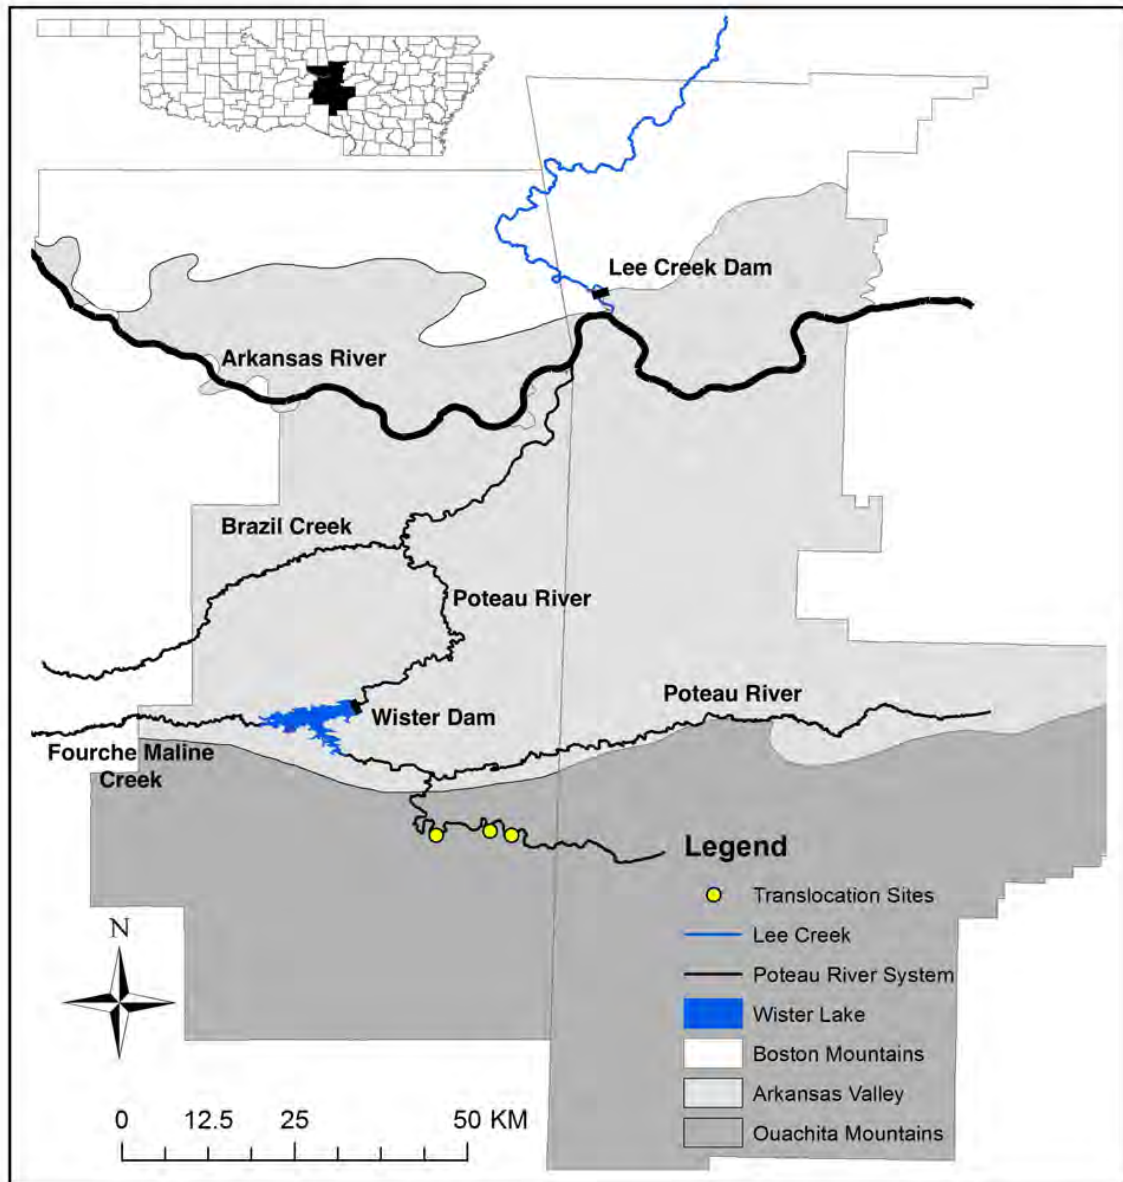 Lee Creek Dam
Arkansas River
Brazil Creek
Poteau River
Poteau River
Wister Dam
Fourche Maline
Creek
Legend
Translocation Sites
Lee Creek
Poteau River System
Wister Lake
Boston Mountains
Arkansas Valley
Ouachita Mountains
N
0 12.5 25 50 KM